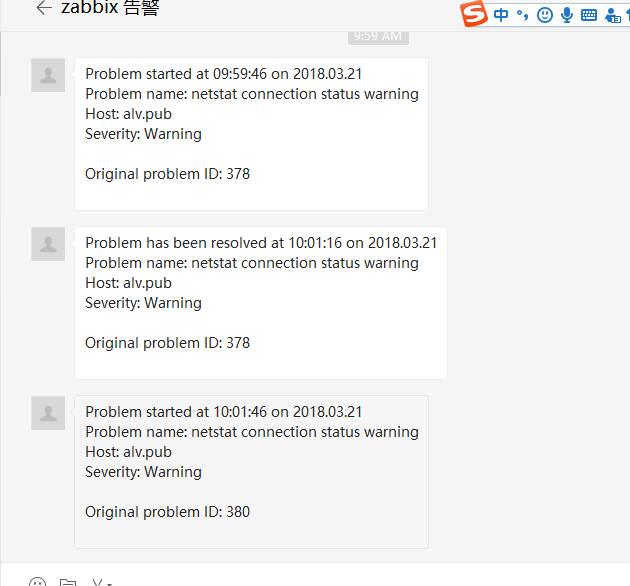 zabbix 告警
中
9:59 AM
Problem started at 09:59:46 on 2018.03.21
Problem name: netstat connection status warning
Host: alv.pub
Severity: Warning
Original problem ID: 378
Problem has been resolved at 10:01:16 on 2018.03.21
Problem name: netstat connection status warning
Host: alv.pub
Severity: Warning
Original problem ID: 378
Problem started at 10:01:46 on 2018.03.21
Problem name: netstat connection status warning
Host: alv.pub
Severity: Warning
Original problem ID: 380